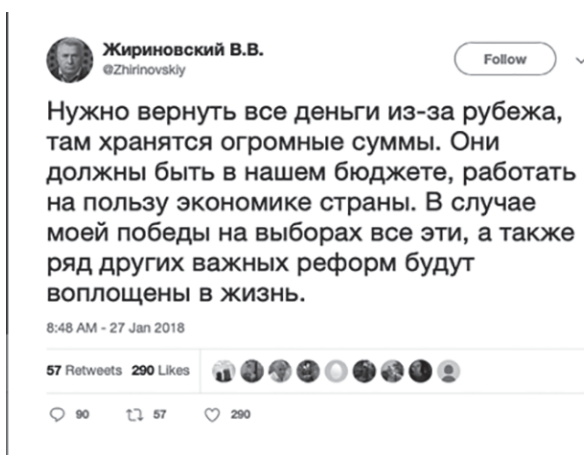 Жириновский В.В.
@Zhirinovskiy
Follow
Нужно вернуть все деньги из-за рубежа,
там хранятся огромные суммы. Они
должны быть в нашем бюджете, работать
на пользу экономике страны. В случае
моей победы на выборах все эти, а также
ряд других важных реформ будут
воплощены в жизнь.
8:48 AM - 27 Jan 2018
57 Retweets 290 Likes
90 57 290